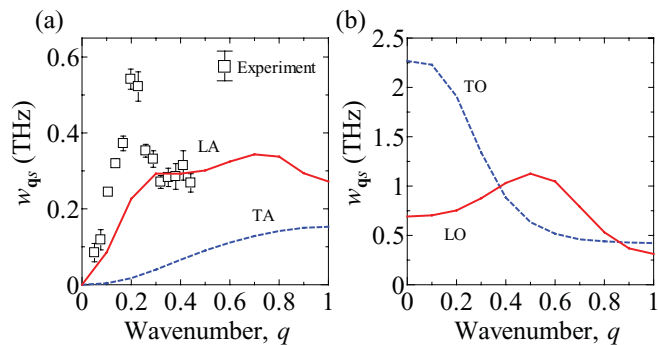 (a)
0.6
0.4
0.2
0
w_qs (THz)
Experiment
LA
TA
0 0.2 0.4 0.6 0.8 1
Wavenumber, q
(b)
2.5
2
1.5
1
0.5
0
w_qs (THz)
TO
LO
0 0.2 0.4 0.6 0.8 1
Wavenumber, q